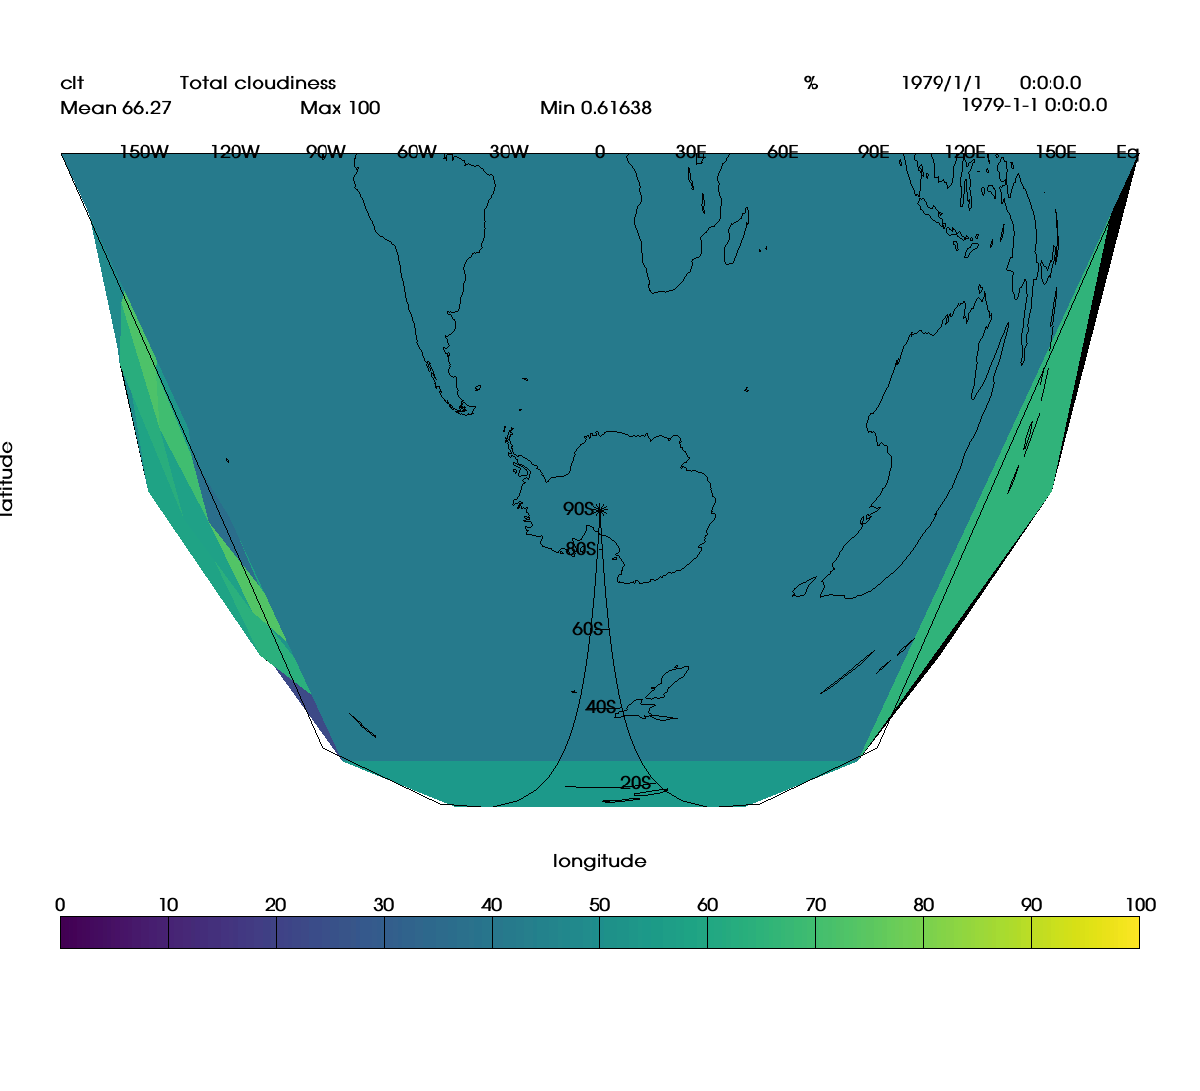 clt Total cloudiness % 1979/1/1 0:0:0.0
Mean 66.27 Max 100 Min 0.61638 1979-1-1 0:0:0.0
150W 120W 90W 60W 30W 0 30E 60E 90E 120E 150E Eq
latitude
90S
80S
60S
40S
20S
longitude
0 10 20 30 40 50 60 70 80 90 100